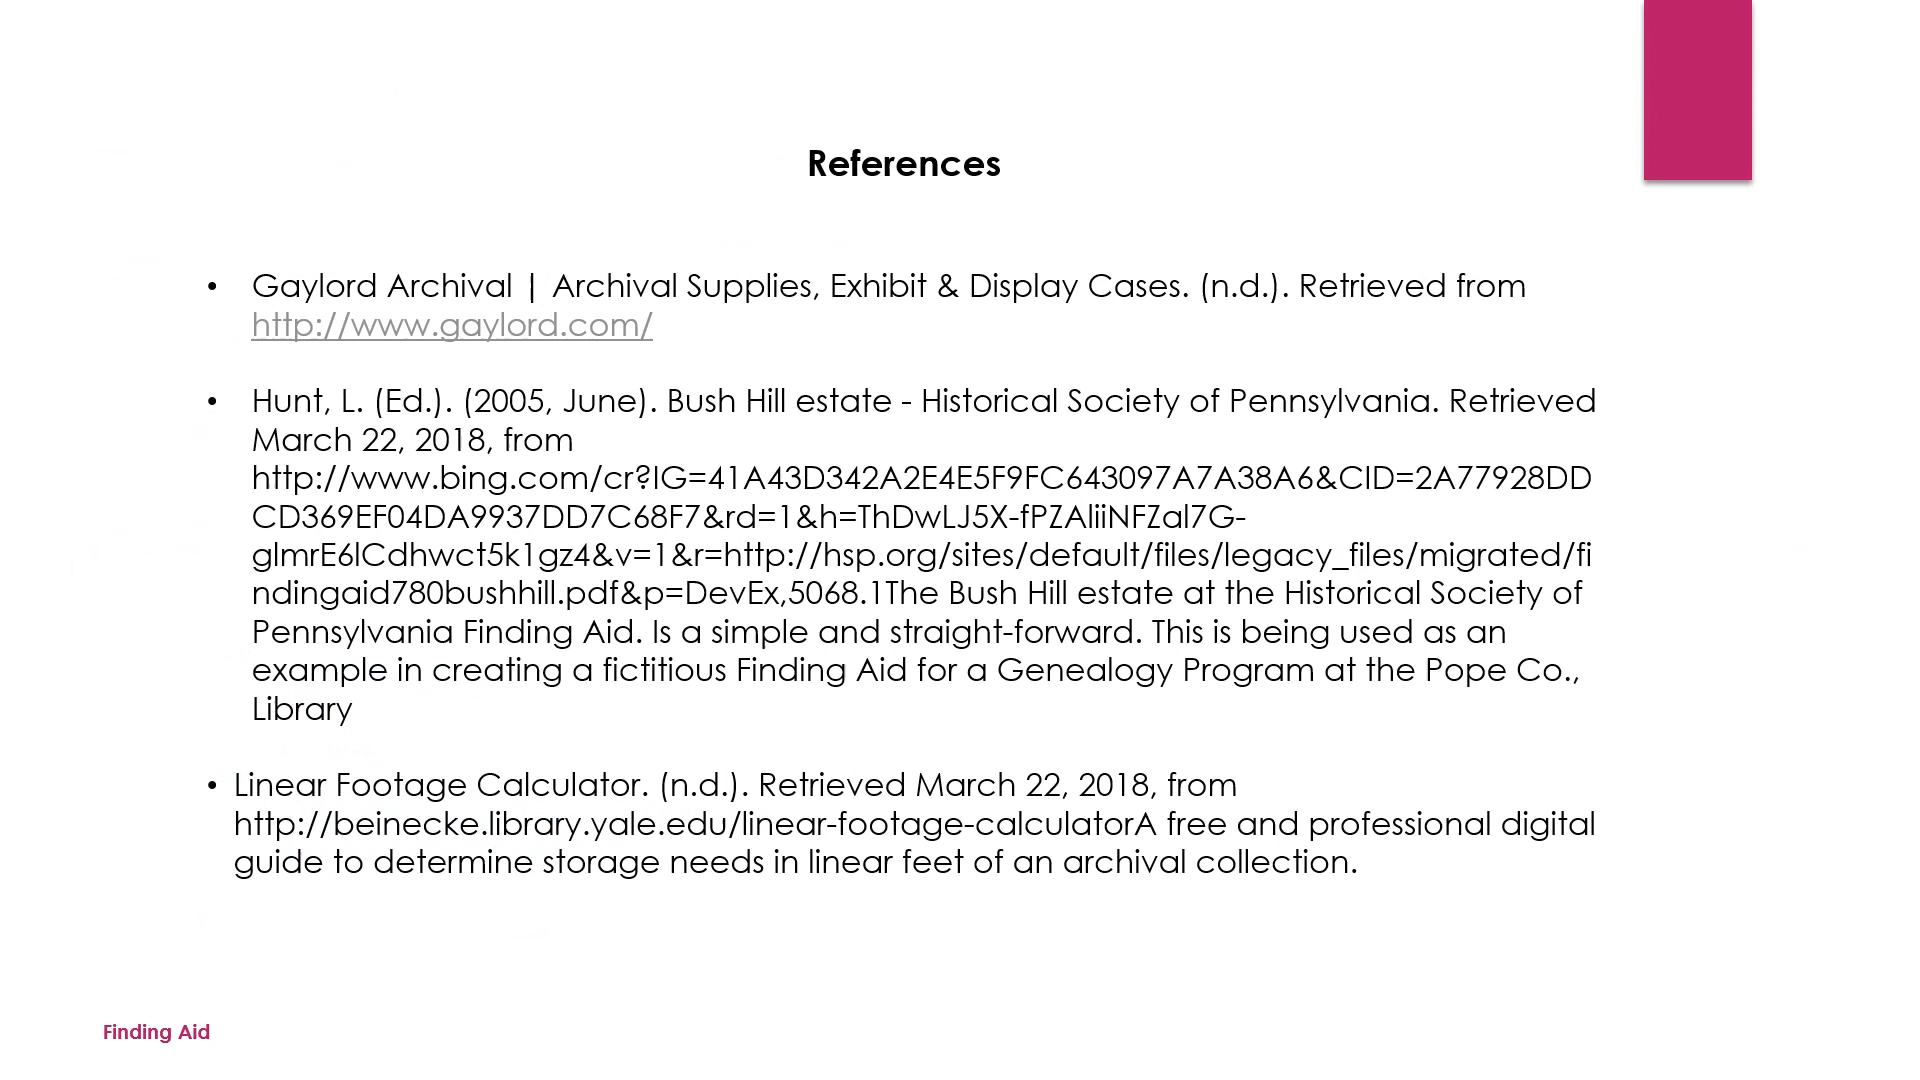 References
• Gaylord Archival | Archival Supplies, Exhibit & Display Cases. (n.d.). Retrieved from
http://www.gaylord.com/
• Hunt, L. (Ed.). (2005, June). Bush Hill estate - Historical Society of Pennsylvania. Retrieved
March 22, 2018, from
http://www.bing.com/cr?IG=41A43D342A2E4E5F9FC643097A7A38A6&CID=2A77928DD
CD369EF04DA9937DD7C68F7&rd=1&h=ThDwLJ5X-fPZAliiNFZal7G-
glmrE6lCdhwct5k1gz4&v=1&r=http://hsp.org/sites/default/files/legacy_files/migrated/fi
ndingaid780bushhill.pdf&p=DevEx,5068.1The Bush Hill estate at the Historical Society of
Pennsylvania Finding Aid. Is a simple and straight-forward. This is being used as an
example in creating a fictitious Finding Aid for a Genealogy Program at the Pope Co.,
Library
• Linear Footage Calculator. (n.d.). Retrieved March 22, 2018, from
http://beinecke.library.yale.edu/linear-footage-calculatorA free and professional digital
guide to determine storage needs in linear feet of an archival collection.
Finding Aid